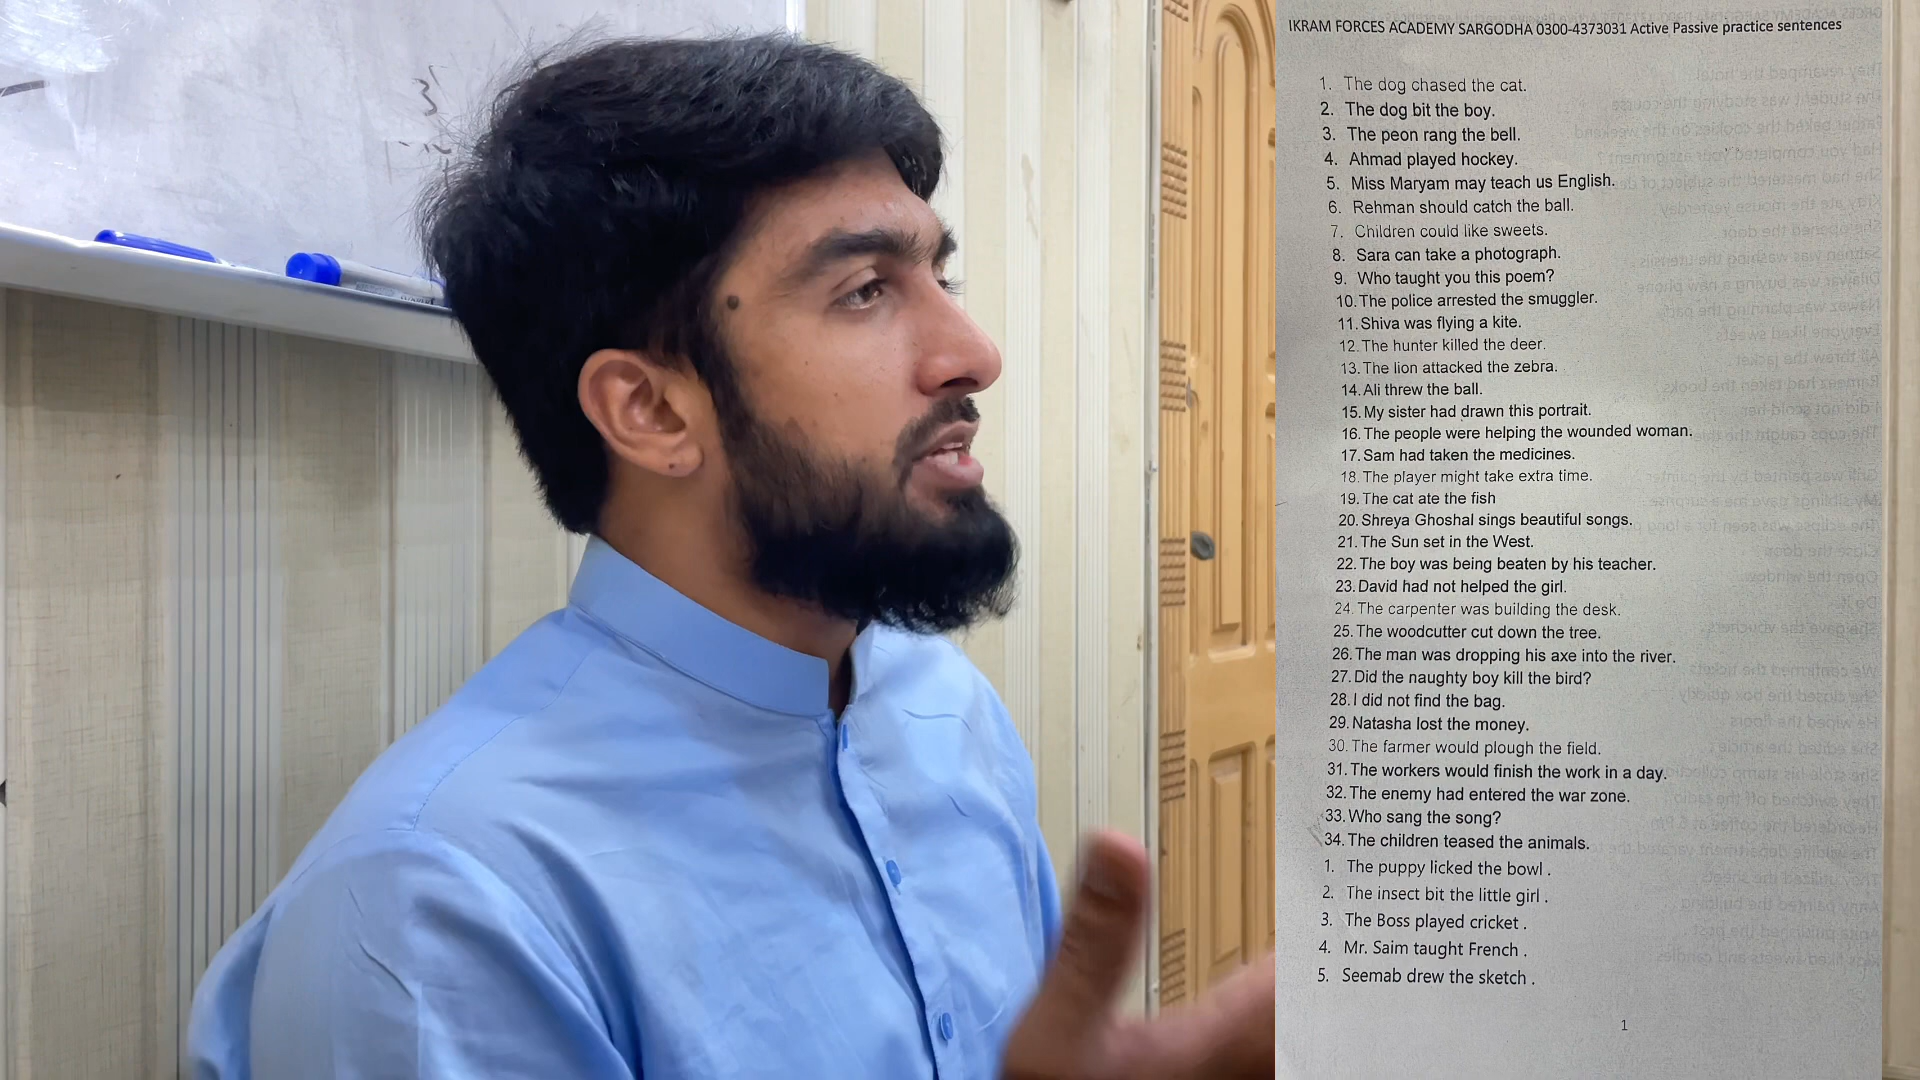 IKRAM FORCES ACADEMY SARGODHA 0300-4373031 Active Passive practice sentences
1. The dog chased the cat.
2. The dog bit the boy.
3. The peon rang the bell.
4. Ahmad played hockey.
5. Miss Maryam may teach us English.
6. Rehman should catch the ball.
7. Children could like sweets.
8. Sara can take a photograph.
9. Who taught you this poem?
10. The police arrested the smuggler.
11. Shiva was flying a kite.
12. The hunter killed the deer.
13. The lion attacked the zebra.
14. Ali threw the ball.
15. My sister had drawn this portrait.
16. The people were helping the wounded woman.
17. Sam had taken the medicines.
18. The player might take extra time.
19. The cat ate the fish
20. Shreya Ghoshal sings beautiful songs.
21. The Sun set in the West.
22. The boy was being beaten by his teacher.
23. David had not helped the girl.
24. The carpenter was building the desk.
25. The woodcutter cut down the tree.
26. The man was dropping his axe into the river.
27. Did the naughty boy kill the bird?
28. I did not find the bag.
29. Natasha lost the money.
30. The farmer would plough the field.
31. The workers would finish the work in a day.
32. The enemy had entered the war zone.
33. Who sang the song?
34. The children teased the animals.
1. The puppy licked the bowl .
2. The insect bit the little girl .
3. The Boss played cricket .
4. Mr. Saim taught French .
5. Seemab drew the sketch .
1